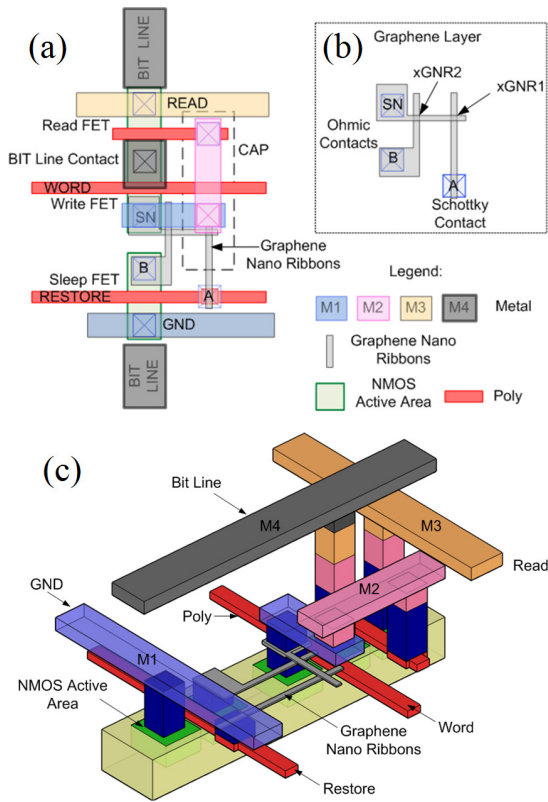 (a)
BIT LINE
READ
Read FET
CAP
BIT Line Contact
WORD
Write FET
SN
Graphene
Nano Ribbons
B
Sleep FET
RESTORE
A
GND
BIT
LINE
(b)
Graphene Layer
xGNR2
xGNR1
SN
Ohmic
Contacts
B
A
Schottky
Contact
Legend:
M1
M2
M3
M4
Metal
Graphene Nano
Ribbons
NMOS
Active Area
Poly
(c)
Bit Line
M4
M3
Read
GND
M2
Poly
M1
NMOS Active
Area
Word
Graphene
Nano Ribbons
Restore